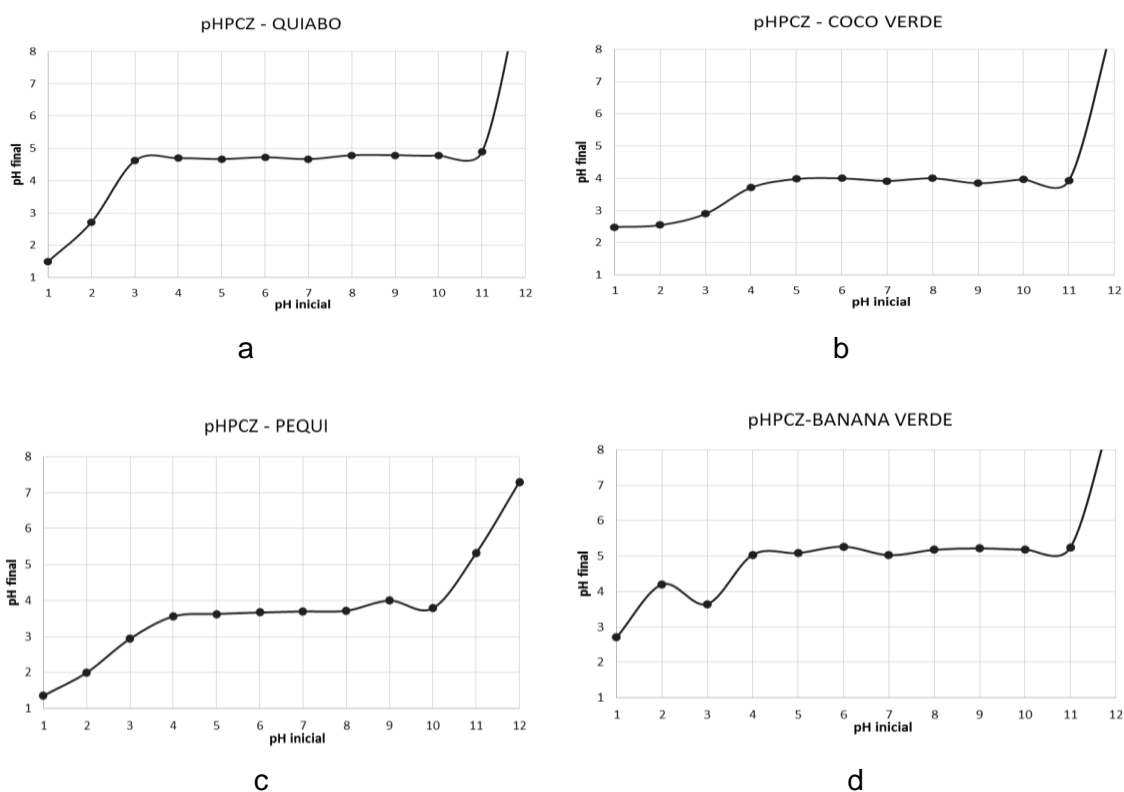 pHPCZ - QUIABO
8
7
6
5
4
3
2
1
pH final
1 2 3 4 5 6 7 8 9 10 11 12
pH inicial
a
pHPCZ - COCO VERDE
8
7
6
5
4
3
2
1
pH final
1 2 3 4 5 6 7 8 9 10 11 12
pH inicial
b
pHPCZ - PEQUI
8
7
6
5
4
3
2
1
pH final
1 2 3 4 5 6 7 8 9 10 11 12
pH inicial
c
pHPCZ-BANANA VERDE
8
7
6
5
4
3
2
1
pH final
1 2 3 4 5 6 7 8 9 10 11 12
pH inicial
d